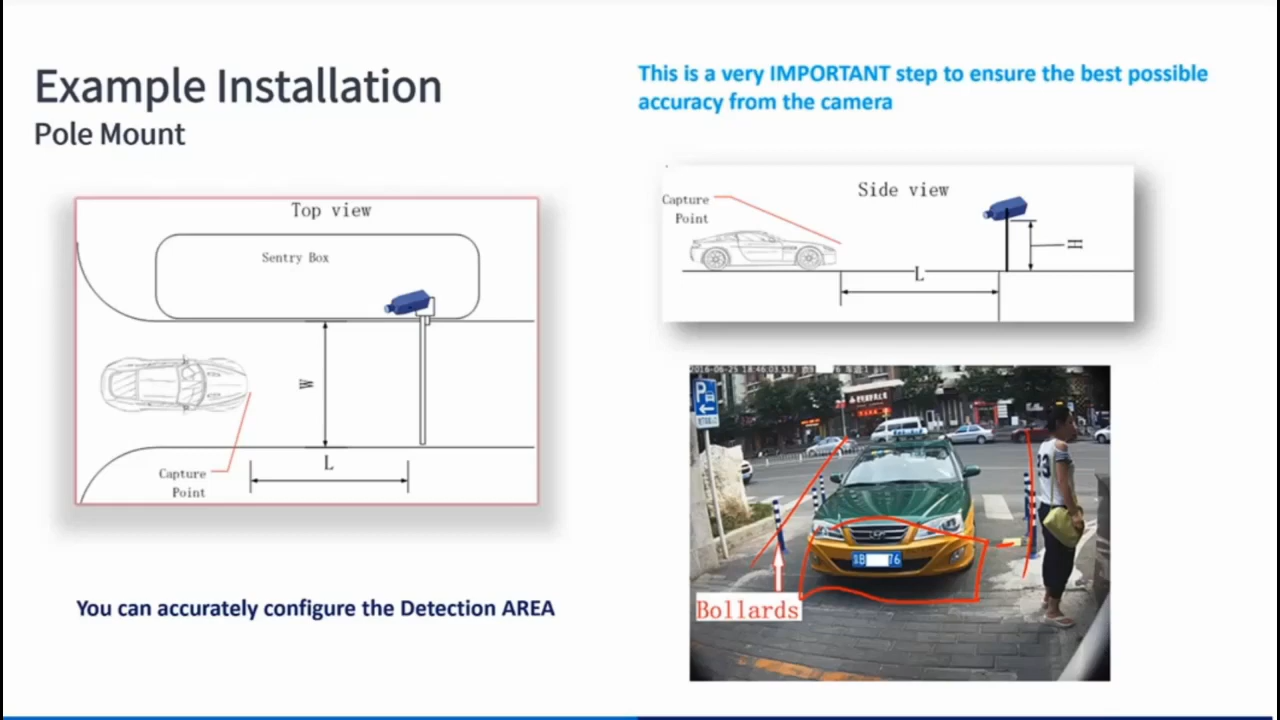 Example Installation
Pole Mount
This is a very IMPORTANT step to ensure the best possible
accuracy from the camera
Top view
Sentry Box
W
L
Capture
Point
Side view
Capture
Point
H
L
P
Bollards
You can accurately configure the Detection AREA